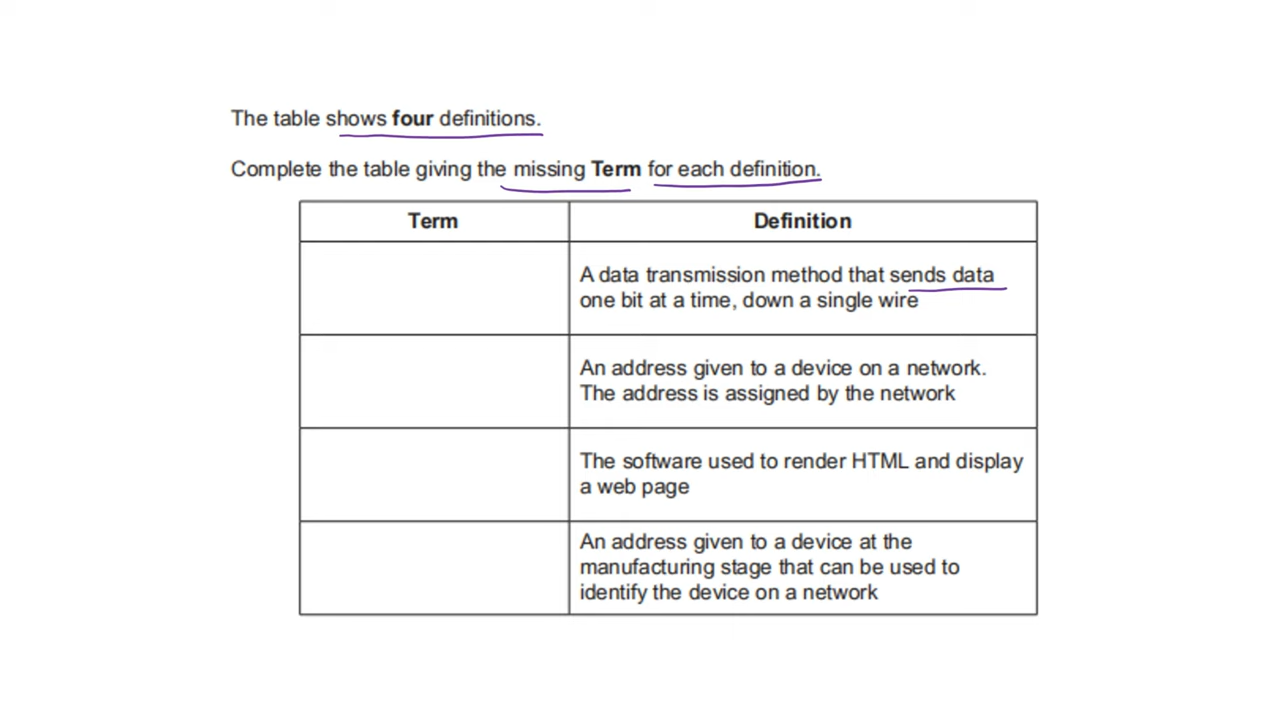 The table shows four definitions.
Complete the table giving the missing Term for each definition.
Term
Definition
A data transmission method that sends data
one bit at a time, down a single wire
An address given to a device on a network.
The address is assigned by the network
The software used to render HTML and display
a web page
An address given to a device at the
manufacturing stage that can be used to
identify the device on a network